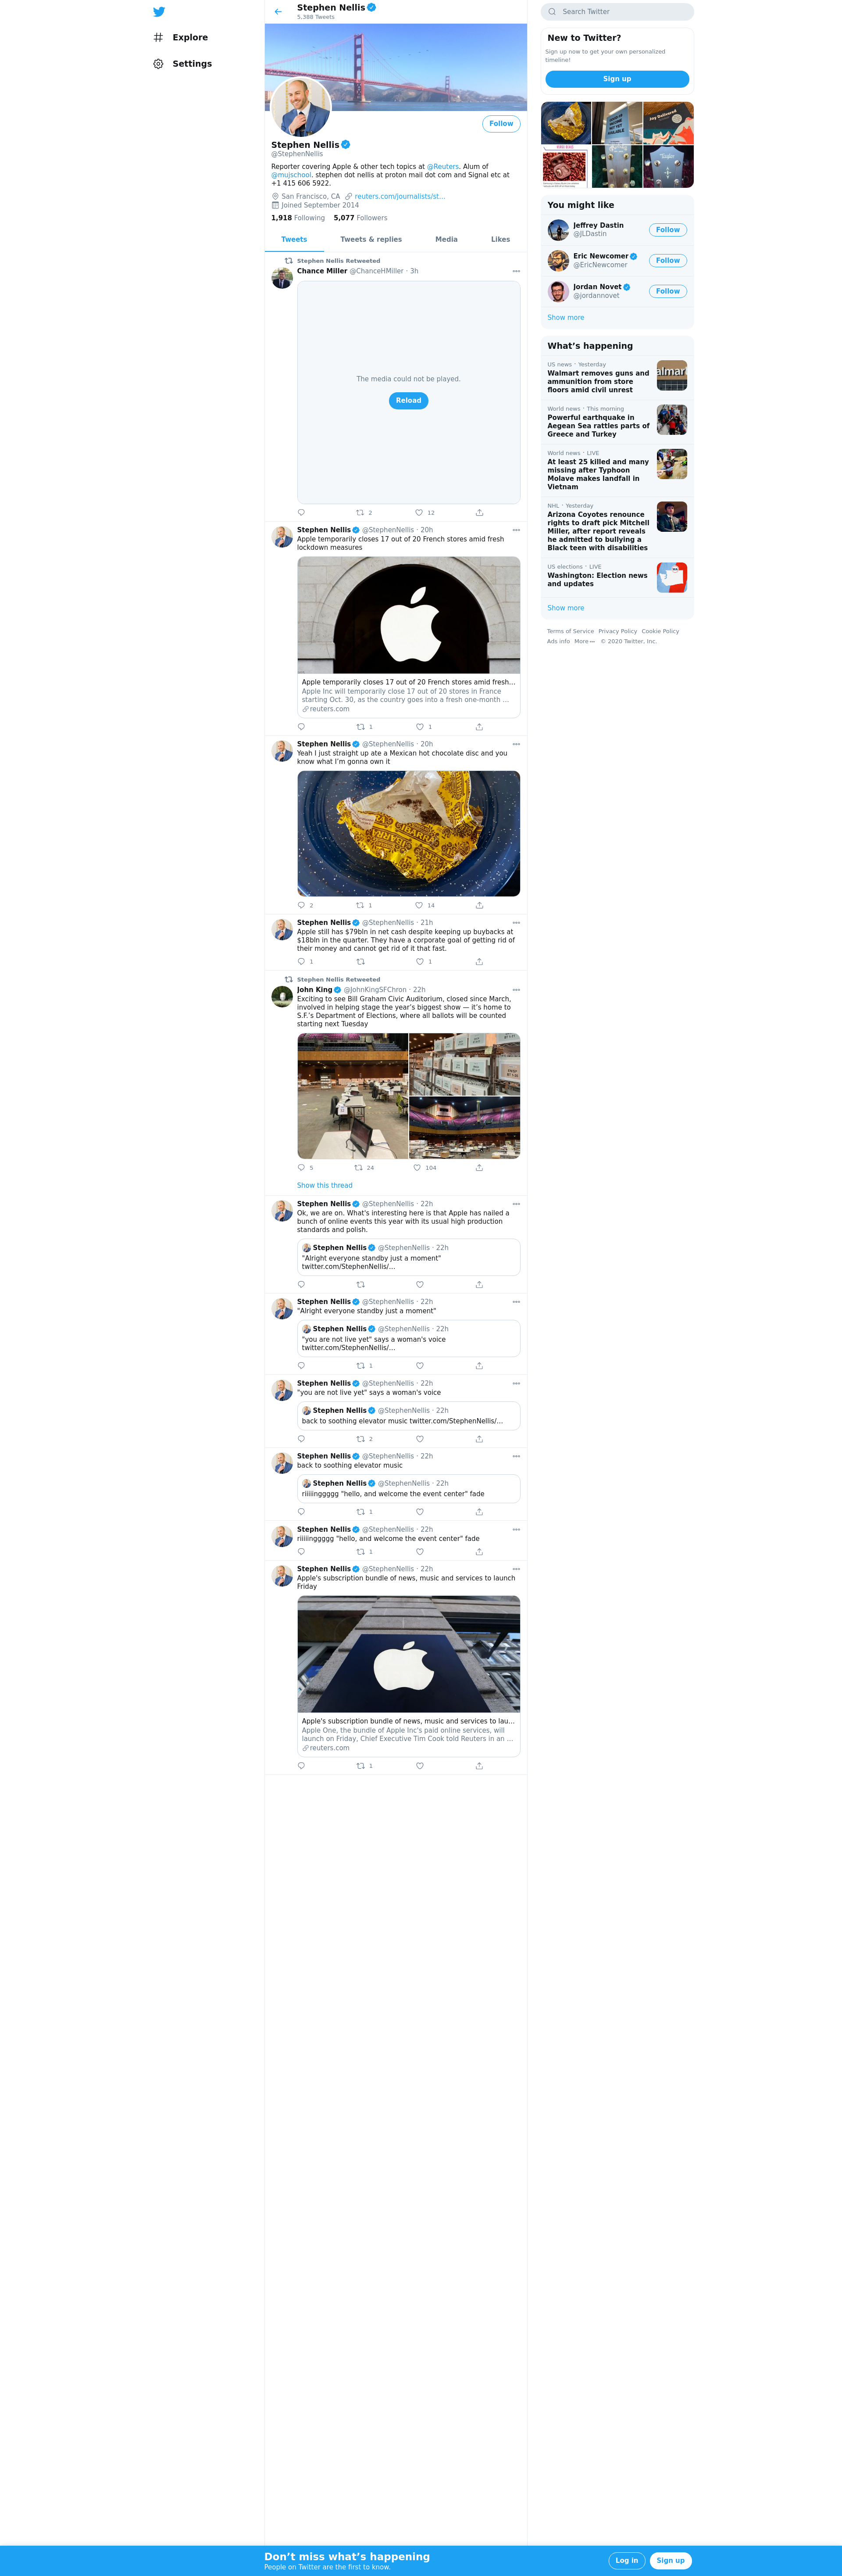 Explore
Settings
Stephen Nellis
5,388 Tweets
Follow
Stephen Nellis
@StephenNellis
Reporter covering Apple & other tech topics at @Reuters. Alum of
@mujschool. stephen dot nellis at proton mail dot com and Signal etc at
+1 415 606 5922.
San Francisco, CA reuters.com/journalists/st…
Joined September 2014
1,918 Following 5,077 Followers
Tweets Tweets & replies Media Likes
Stephen Nellis Retweeted
Chance Miller @ChanceHMiller · 3h
The media could not be played.
Reload
2 12
Stephen Nellis @StephenNellis · 20h
Apple temporarily closes 17 out of 20 French stores amid fresh
lockdown measures
Apple temporarily closes 17 out of 20 French stores amid fresh…
Apple Inc will temporarily close 17 out of 20 stores in France
starting Oct. 30, as the country goes into a fresh one-month …
reuters.com
1 1
Stephen Nellis @StephenNellis · 20h
Yeah I just straight up ate a Mexican hot chocolate disc and you
know what I'm gonna own it
IBARRA
2 1 14
Stephen Nellis @StephenNellis · 21h
Apple still has $79bln in net cash despite keeping up buybacks at
$18bln in the quarter. They have a corporate goal of getting rid of
their money and cannot get rid of it that fast.
1 1
Stephen Nellis Retweeted
John King @JohnKingSFChron · 22h
Exciting to see Bill Graham Civic Auditorium, closed since March,
involved in helping stage the year's biggest show — it's home to
S.F.'s Department of Elections, where all ballots will be counted
starting next Tuesday
5 24 104
Show this thread
Stephen Nellis @StephenNellis · 22h
Ok, we are on. What's interesting here is that Apple has nailed a
bunch of online events this year with its usual high production
standards and polish.
Stephen Nellis @StephenNellis · 22h
"Alright everyone standby just a moment"
twitter.com/StephenNellis/…
Stephen Nellis @StephenNellis · 22h
"Alright everyone standby just a moment"
Stephen Nellis @StephenNellis · 22h
"you are not live yet" says a woman's voice
twitter.com/StephenNellis/…
1
Stephen Nellis @StephenNellis · 22h
"you are not live yet" says a woman's voice
Stephen Nellis @StephenNellis · 22h
back to soothing elevator music twitter.com/StephenNellis/…
2
Stephen Nellis @StephenNellis · 22h
back to soothing elevator music
Stephen Nellis @StephenNellis · 22h
riiiiinggggg "hello, and welcome the event center" fade
1
Stephen Nellis @StephenNellis · 22h
riiiiinggggg "hello, and welcome the event center" fade
1
Stephen Nellis @StephenNellis · 22h
Apple's subscription bundle of news, music and services to launch
Friday
Apple's subscription bundle of news, music and services to lau…
Apple One, the bundle of Apple Inc's paid online services, will
launch on Friday, Chief Executive Tim Cook told Reuters in an …
reuters.com
1
Search Twitter
New to Twitter?
Sign up now to get your own personalized
timeline!
Sign up
Joy Delivered
You might like
Jeffrey Dastin
@JLDastin
Follow
Eric Newcomer
@EricNewcomer
Follow
Jordan Novet
@jordannovet
Follow
Show more
What's happening
US news · Yesterday
Walmart removes guns and
ammunition from store
floors amid civil unrest
World news · This morning
Powerful earthquake in
Aegean Sea rattles parts of
Greece and Turkey
World news · LIVE
At least 25 killed and many
missing after Typhoon
Molave makes landfall in
Vietnam
NHL · Yesterday
Arizona Coyotes renounce
rights to draft pick Mitchell
Miller, after report reveals
he admitted to bullying a
Black teen with disabilities
US elections · LIVE
Washington: Election news
and updates
Show more
Terms of Service Privacy Policy Cookie Policy
Ads info More ··· © 2020 Twitter, Inc.
Don't miss what's happening
People on Twitter are the first to know.
Log in
Sign up